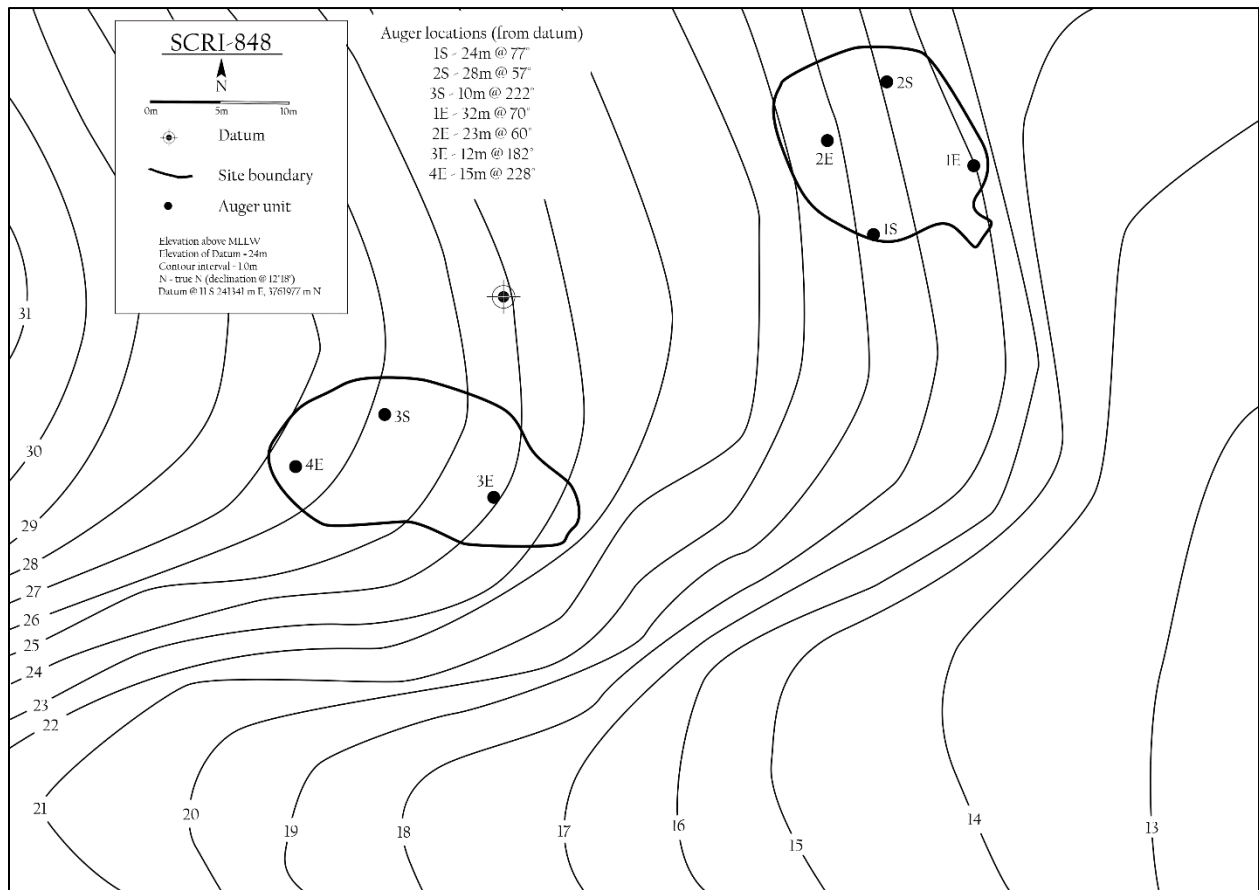 SCRI-848
N
0m 5m 10m
Datum
Site boundary
Auger unit
Elevation above MLLW
Elevation of Datum = 24m
Contour interval - 1.0m
N - true N (declination @ 12°18')
Datum @ 11 S 241341 m E, 3761977 m N
Auger locations (from datum)
1S - 24m @ 77°
2S - 28m @ 57°
3S - 10m @ 222°
1E - 32m @ 70°
2E - 23m @ 60°
3E - 12m @ 182°
4E - 15m @ 228°
2S
2E
1E
1S
3S
4E
3E
31
30
29
28
27
26
25
24
23
22
21
20
19
18
17
16
15
14
13